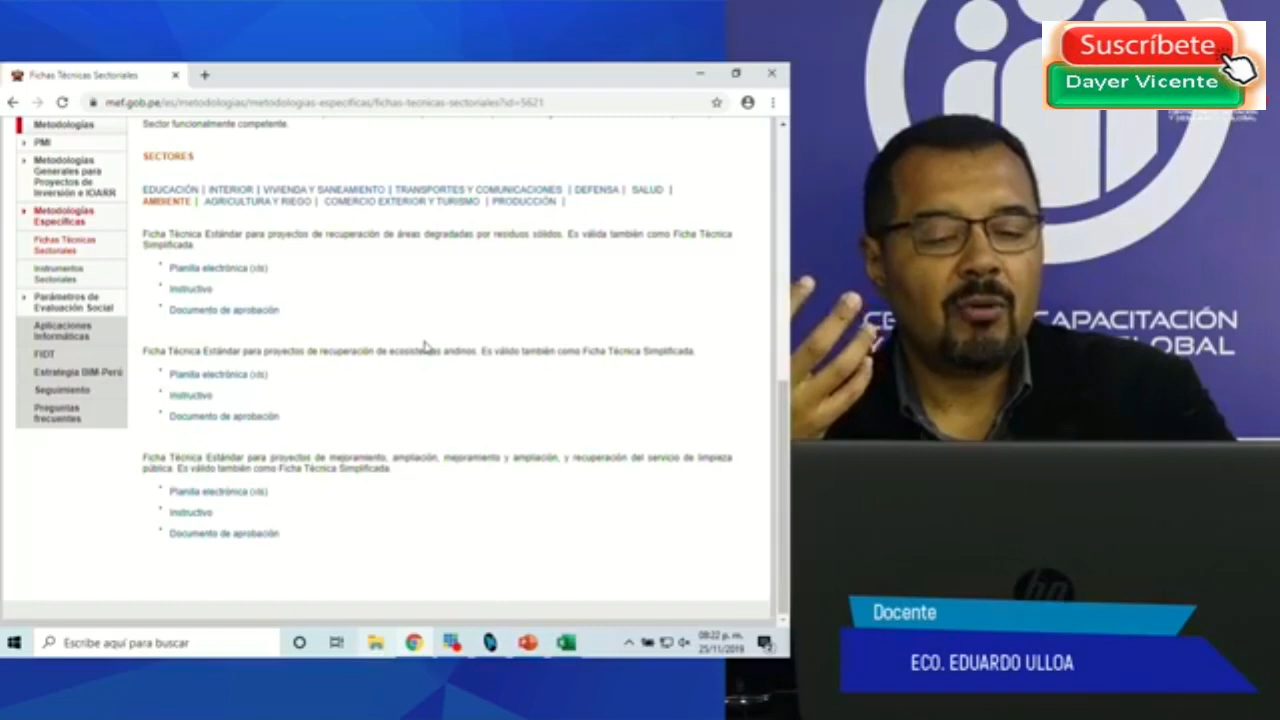 Fichas Técnicas Sectoriales
mef.gob.pe/es/metodologias/metodologias-especificas/fichas-tecnicas-sectoriales?id=5621
Metodologías
PMI
Metodologías
Generales para
Proyectos de
Inversión e IOARR
Metodologías
Específicas
Fichas Técnicas
Sectoriales
Instrumentos
Sectoriales
Parámetros de
Evaluación Social
Aplicaciones
Informáticas
FIDT
Estrategia BIM-Perú
Seguimiento
Preguntas
frecuentes
Sector funcionalmente competente.
SECTORES
EDUCACIÓN | INTERIOR | VIVIENDA Y SANEAMIENTO | TRANSPORTES Y COMUNICACIONES | DEFENSA | SALUD |
AMBIENTE | AGRICULTURA Y RIEGO | COMERCIO EXTERIOR Y TURISMO | PRODUCCIÓN |
Ficha Técnica Estándar para proyectos de recuperación de áreas degradadas por residuos sólidos. Es válida también como Ficha Técnica
Simplificada.
Planilla electrónica (xls)
Instructivo
Documento de aprobación
Ficha Técnica Estándar para proyectos de recuperación de andinos. Es válido también como Ficha Técnica Simplificada.
Planilla electrónica (xls)
Instructivo
Documento de aprobación
Ficha Técnica Estándar para proyectos de mejoramiento, ampliación, mejoramiento y ampliación, y recuperación del servicio de limpieza
pública. Es válido también como Ficha Técnica Simplificada.
Planilla electrónica (xls)
Instructivo
Documento de aprobación
Escribe aquí para buscar
08:22 p. m.
25/11/2019
Suscríbete
Dayer Vicente
CAPACITACIÓN
Y GLOBAL
hp
Docente
ECO. EDUARDO ULLOA